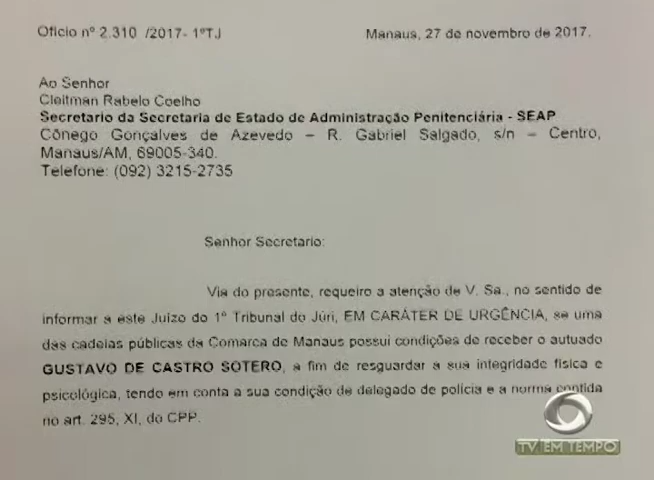 Ofício nº 2.310 /2017- 1ºTJ
Manaus, 27 de novembro de 2017.
Ao Senhor
Cleitman Rabelo Coelho
Secretario da Secretaria de Estado de Administração Penitenciária - SEAP
Cônego Gonçalves de Azevedo – R. Gabriel Salgado, s/n – Centro,
Manaus/AM, 69005-340.
Telefone: (092) 3215-2735
Senhor Secretario:
Via do presente, requeiro a atenção de V. Sa., no sentido de
informar a este Juízo do 1º Tribunal do Júri, EM CARÁTER DE URGÊNCIA, se uma
das cadeias públicas da Comarca de Manaus possui condições de receber o autuado
GUSTAVO DE CASTRO SOTERO, a fim de resguardar a sua integridade física e
psicológica, tendo em conta a sua condição de delegado de polícia e a norma contida
no art. 295, XI, do CPP.
TV EM TEMPO